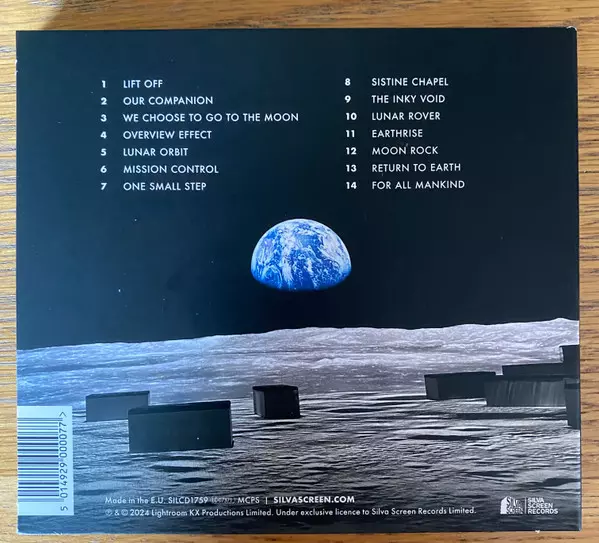 1 LIFT OFF
2 OUR COMPANION
3 WE CHOOSE TO GO TO THE MOON
4 OVERVIEW EFFECT
5 LUNAR ORBIT
6 MISSION CONTROL
7 ONE SMALL STEP
8 SISTINE CHAPEL
9 THE INKY VOID
10 LUNAR ROVER
11 EARTHRISE
12 MOON ROCK
13 RETURN TO EARTH
14 FOR ALL MANKIND
5 014929 000077 >
Made in the E.U. SILCD1759 MCPS | SILVASCREEN.COM
℗ & © 2024 Lightroom KX Productions Limited. Under exclusive licence to Silva Screen Records Limited.
SILVA
SCREEN
SILVA
SCREEN
RECORDS